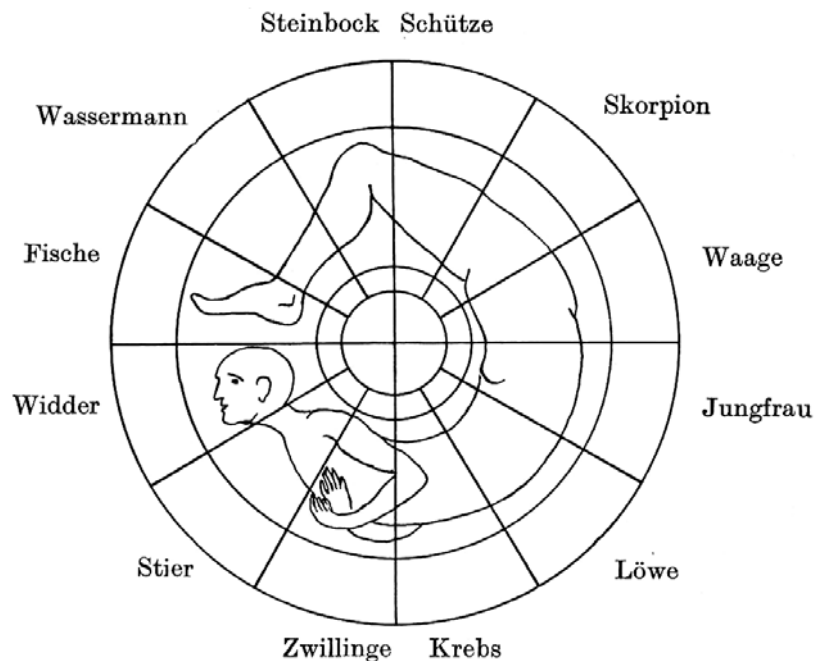 Steinbock Schütze
Wassermann
Skorpion
Fische
Waage
Widder
Jungfrau
Stier
Löwe
Zwillinge Krebs